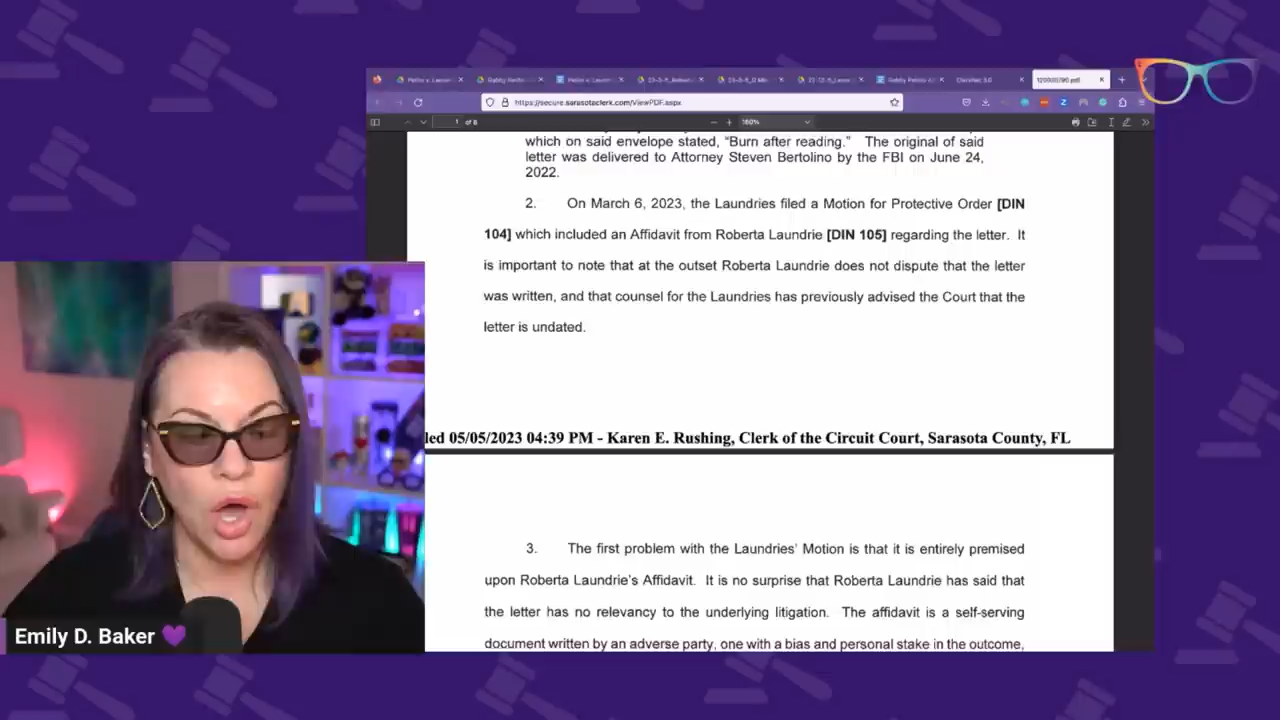 160%
https://secure.sarasotaclerk.com/ViewPDF.aspx
1 of 8
which on said envelope stated, “Burn after reading.” The original of said
letter was delivered to Attorney Steven Bertolino by the FBI on June 24,
2022.
2. On March 6, 2023, the Laundries filed a Motion for Protective Order [DIN
104] which included an Affidavit from Roberta Laundrie [DIN 105] regarding the letter. It
is important to note that at the outset Roberta Laundrie does not dispute that the letter
was written, and that counsel for the Laundries has previously advised the Court that the
letter is undated.
led 05/05/2023 04:39 PM - Karen E. Rushing, Clerk of the Circuit Court, Sarasota County, FL
3. The first problem with the Laundries’ Motion is that it is entirely premised
upon Roberta Laundrie’s Affidavit. It is no surprise that Roberta Laundrie has said that
the letter has no relevancy to the underlying litigation. The affidavit is a self-serving
document written by an adverse party, one with a bias and personal stake in the outcome,
Emily D. Baker 💜